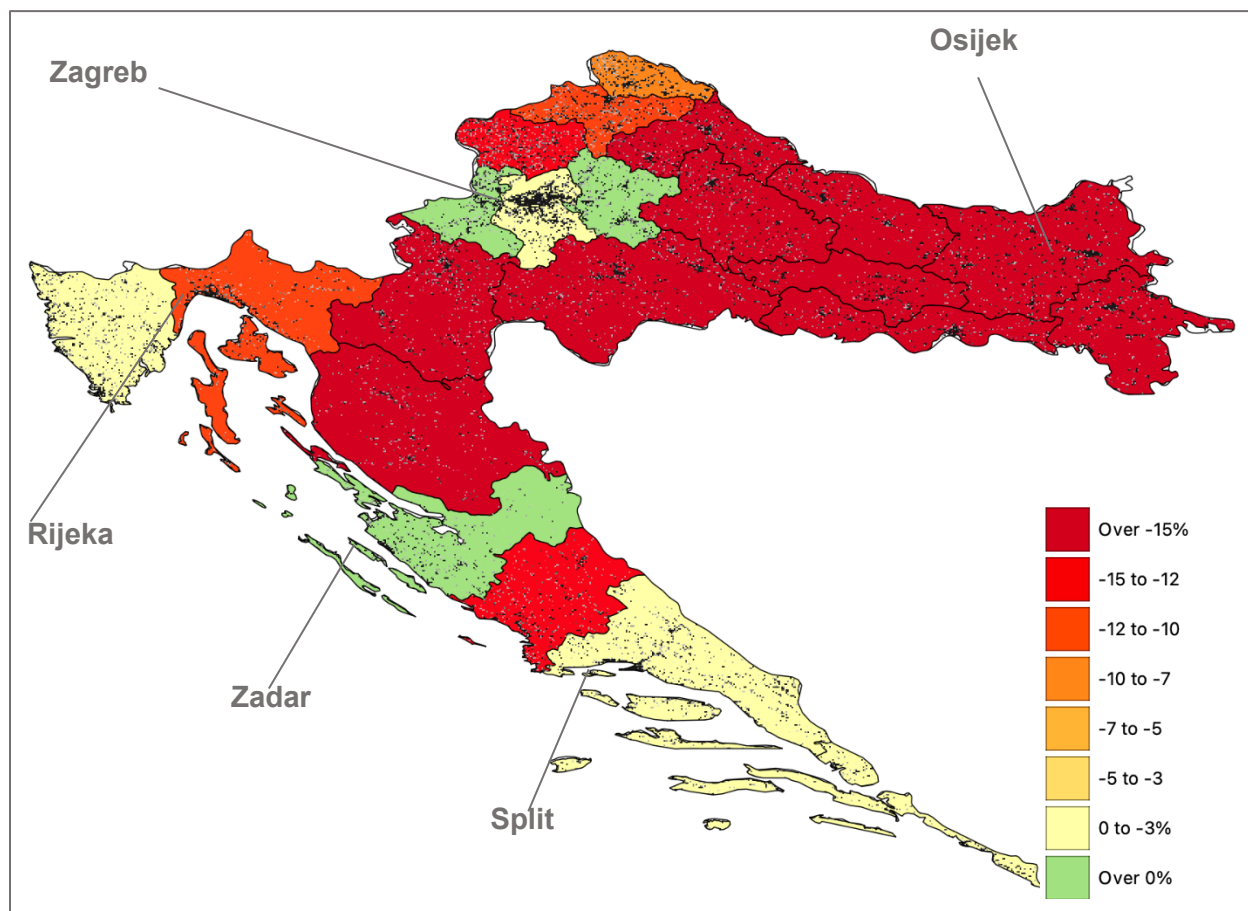 Osijek
Zagreb
Rijeka
Zadar
Split
Over -15%
-15 to -12
-12 to -10
-10 to -7
-7 to -5
-5 to -3
0 to -3%
Over 0%